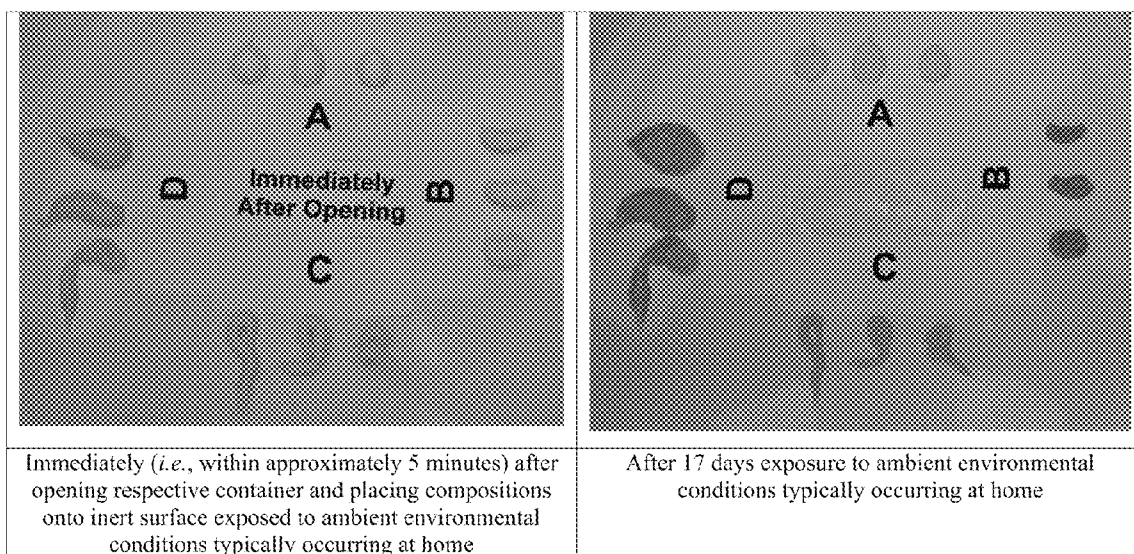 A
D
Immediately
After Opening
B
C
A
D
B
C
Immediately (i.e., within approximately 5 minutes) after
opening respective container and placing compositions
onto inert surface exposed to ambient environmental
conditions typically occurring at home
After 17 days exposure to ambient environmental
conditions typically occurring at home